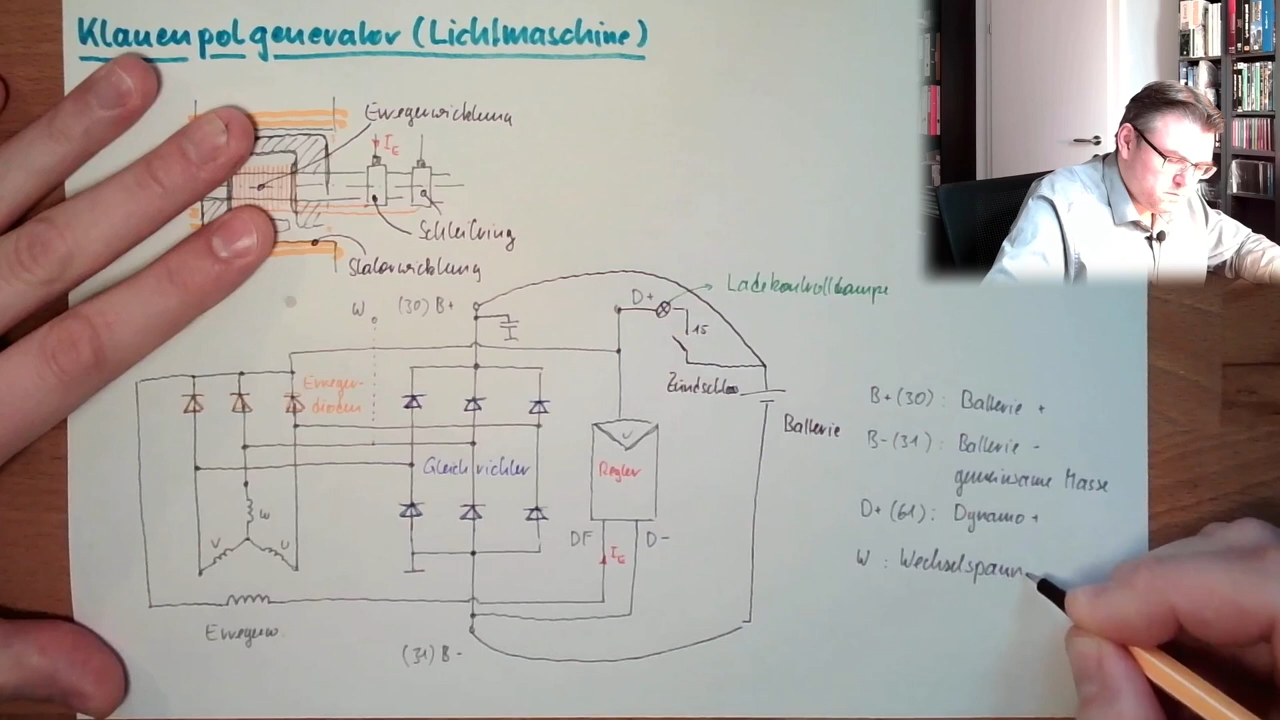 Klauenpolgenerator (Lichtmaschine)
Erregerwicklung
I_E
Schleifring
Statorwicklung
W
(30) B+
D+
Ladekontrolllampe
15
Zündschloss
Erreger-
dioden
Gleichrichter
U
Regler
Batterie
B+(30): Batterie +
B-(31): Batterie -
gemeinsame Masse
D+(61): Dynamo +
W : Wechselspann
W
V
U
DF
I_E
D-
Erregerw.
(31) B-